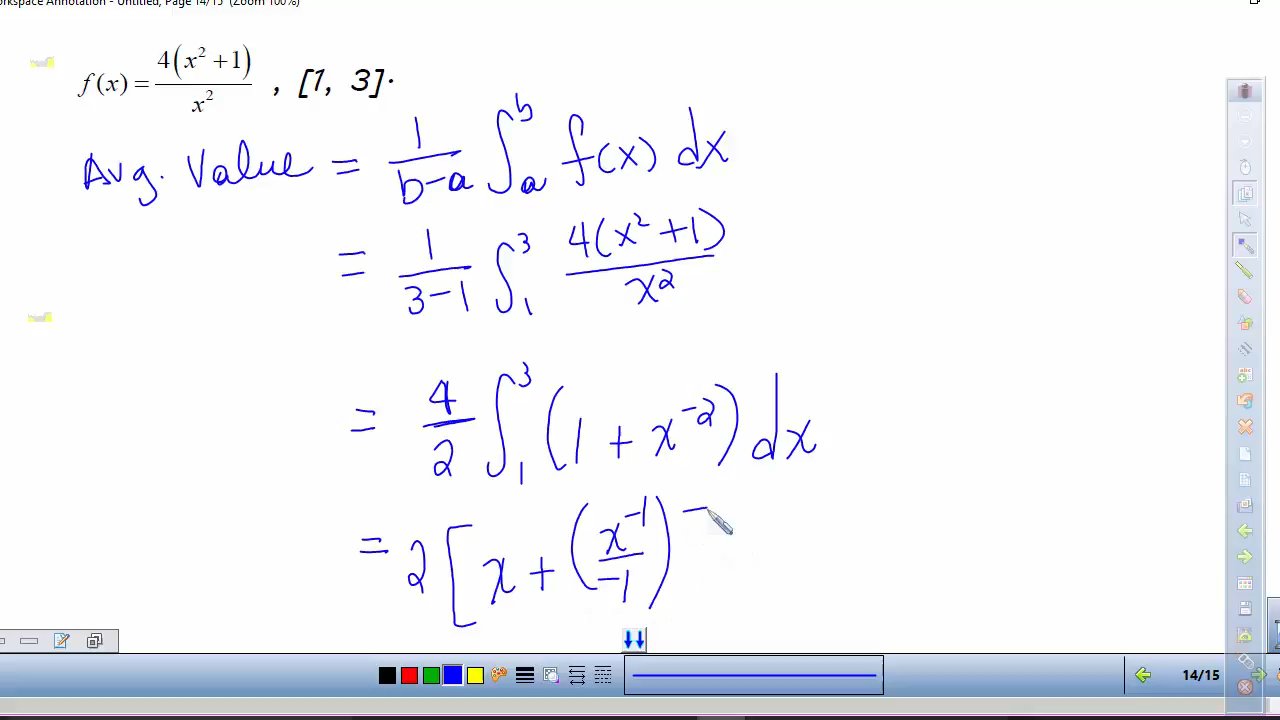 orkspace Annotation - Untitled, Page 14/15 (Zoom 100%)
f(x) = 4(x² + 1) / x² , [1, 3]·
Avg. Value = 1/(b-a) ∫ₐᵇ f(x) dx
= 1/(3-1) ∫₁³ 4(x² + 1) / x²
= 4/2 ∫₁³ (1 + x⁻²) dx
= 2 [ x + (x⁻¹/-1)
14/15